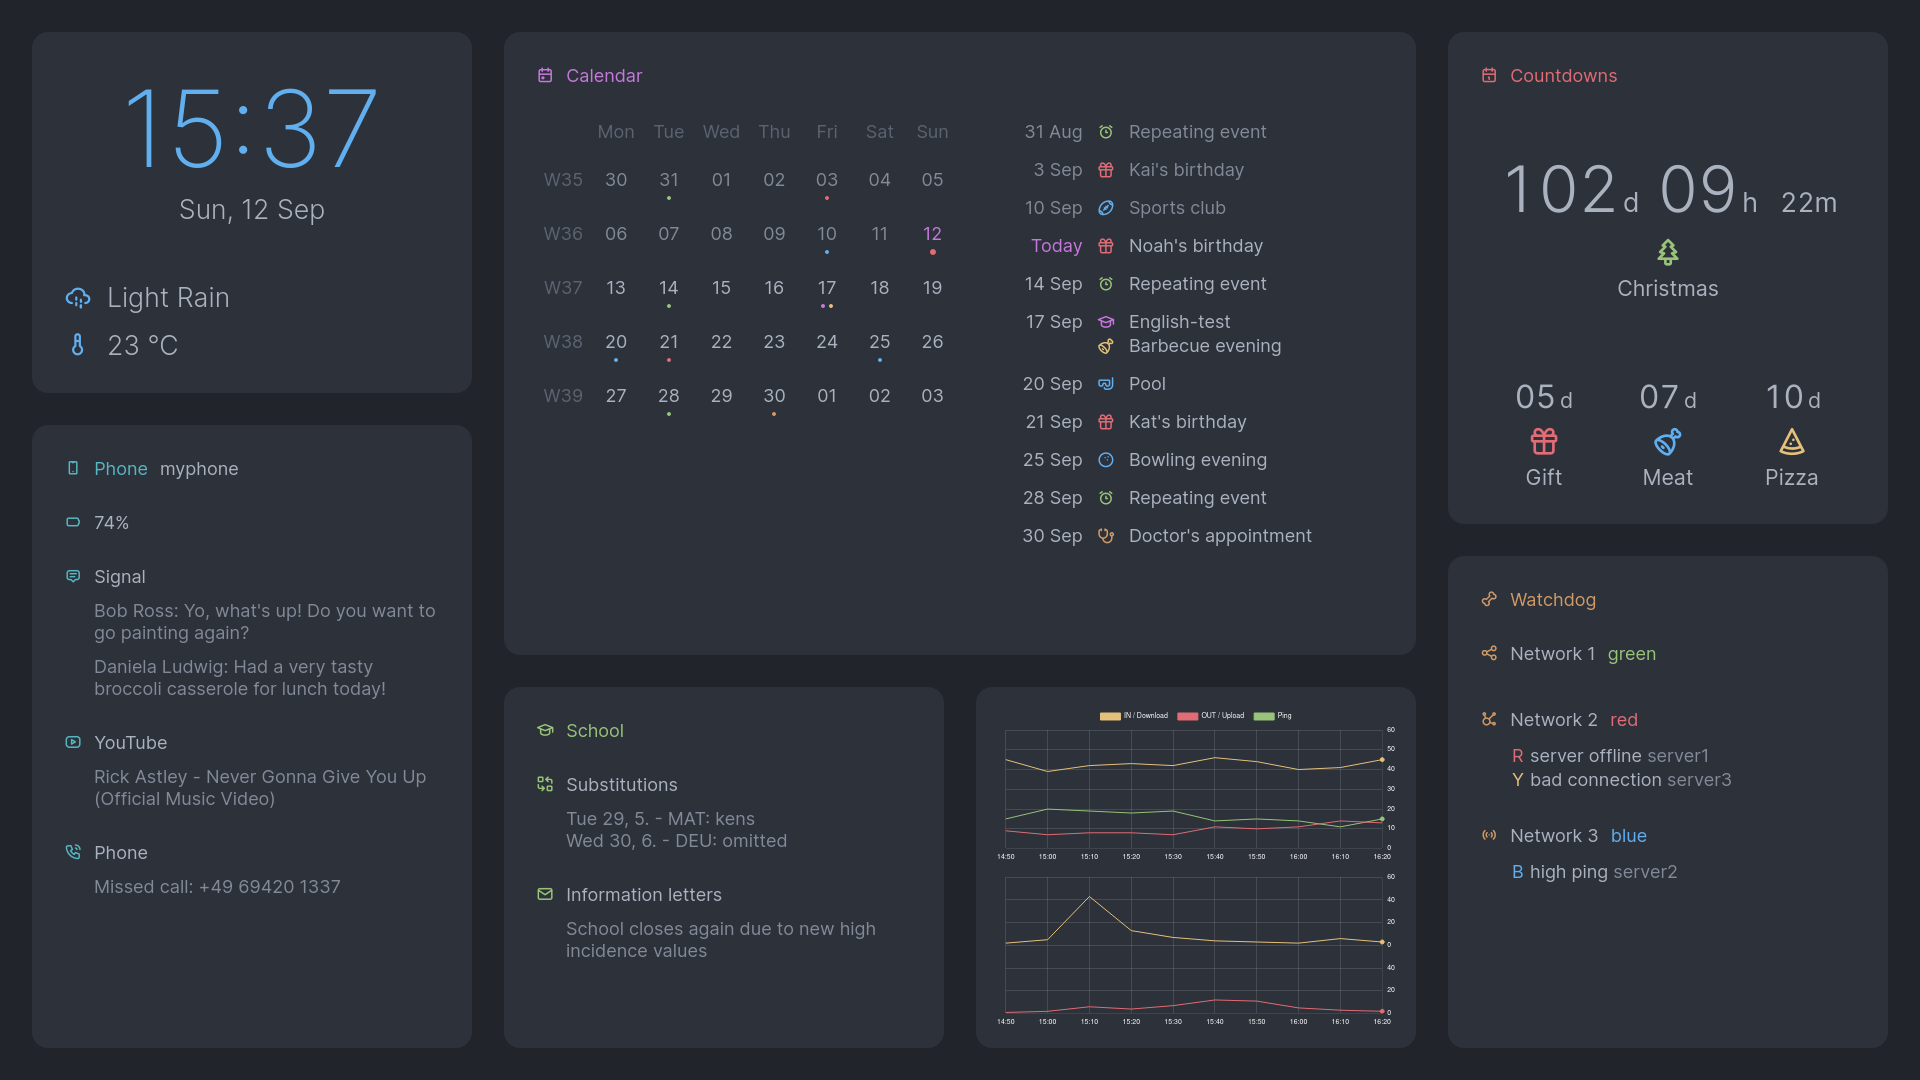 15:37
Sun, 12 Sep
Light Rain
23 °C
Phone myphone
74%
Signal
Bob Ross: Yo, what's up! Do you want to
go painting again?
Daniela Ludwig: Had a very tasty
broccoli casserole for lunch today!
YouTube
Rick Astley - Never Gonna Give You Up
(Official Music Video)
Phone
Missed call: +49 69420 1337
Calendar
Mon Tue Wed Thu Fri Sat Sun
W35 30 31 01 02 03 04 05
W36 06 07 08 09 10 11 12
W37 13 14 15 16 17 18 19
W38 20 21 22 23 24 25 26
W39 27 28 29 30 01 02 03
31 Aug Repeating event
3 Sep Kai's birthday
10 Sep Sports club
Today Noah's birthday
14 Sep Repeating event
17 Sep English-test
Barbecue evening
20 Sep Pool
21 Sep Kat's birthday
25 Sep Bowling evening
28 Sep Repeating event
30 Sep Doctor's appointment
School
Substitutions
Tue 29, 5. - MAT: kens
Wed 30, 6. - DEU: omitted
Information letters
School closes again due to new high
incidence values
IN / Download OUT / Upload Ping
60
50
40
30
20
10
0
14:50 15:00 15:10 15:20 15:30 15:40 15:50 16:00 16:10 16:20
60
40
20
0
40
20
0
14:50 15:00 15:10 15:20 15:30 15:40 15:50 16:00 16:10 16:20
Countdowns
102d 09h 22m
Christmas
05d 07d 10d
Gift Meat Pizza
Watchdog
Network 1 green
Network 2 red
R server offline server1
Y bad connection server3
Network 3 blue
B high ping server2